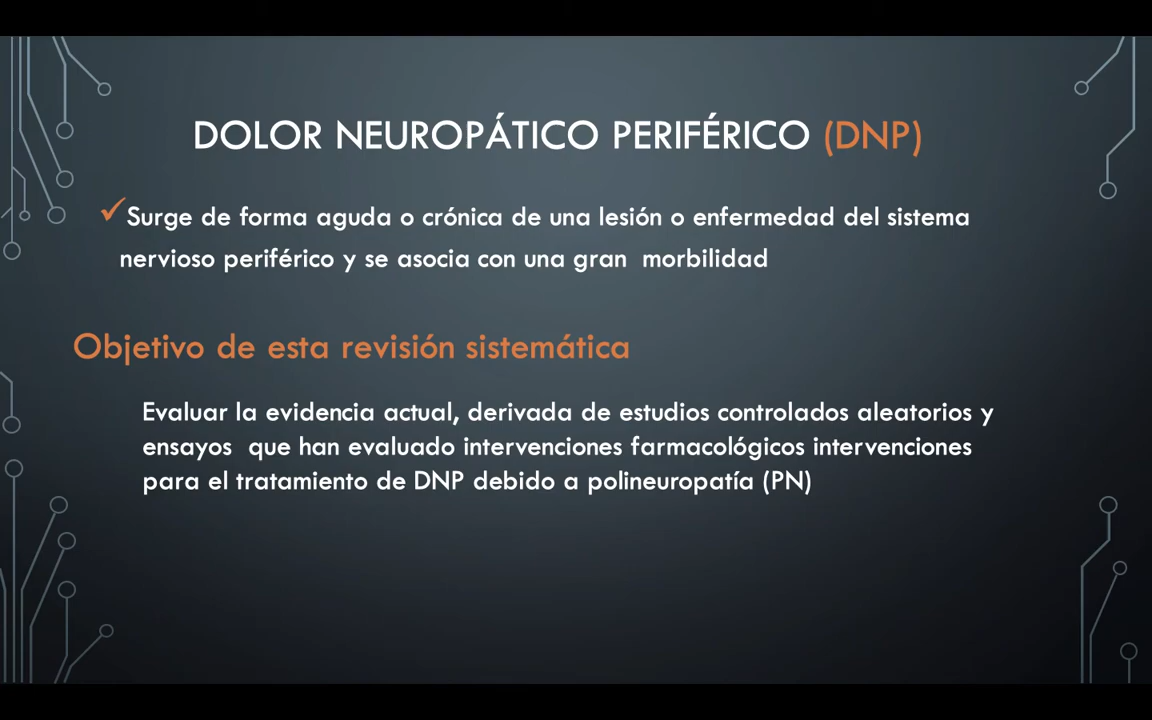 DOLOR NEUROPÁTICO PERIFÉRICO (DNP)
Surge de forma aguda o crónica de una lesión o enfermedad del sistema
nervioso periférico y se asocia con una gran  morbilidad
Objetivo de esta revisión sistemática
Evaluar la evidencia actual, derivada de estudios controlados aleatorios y
ensayos  que han evaluado intervenciones farmacológicos intervenciones
para el tratamiento de DNP debido a polineuropatía (PN)